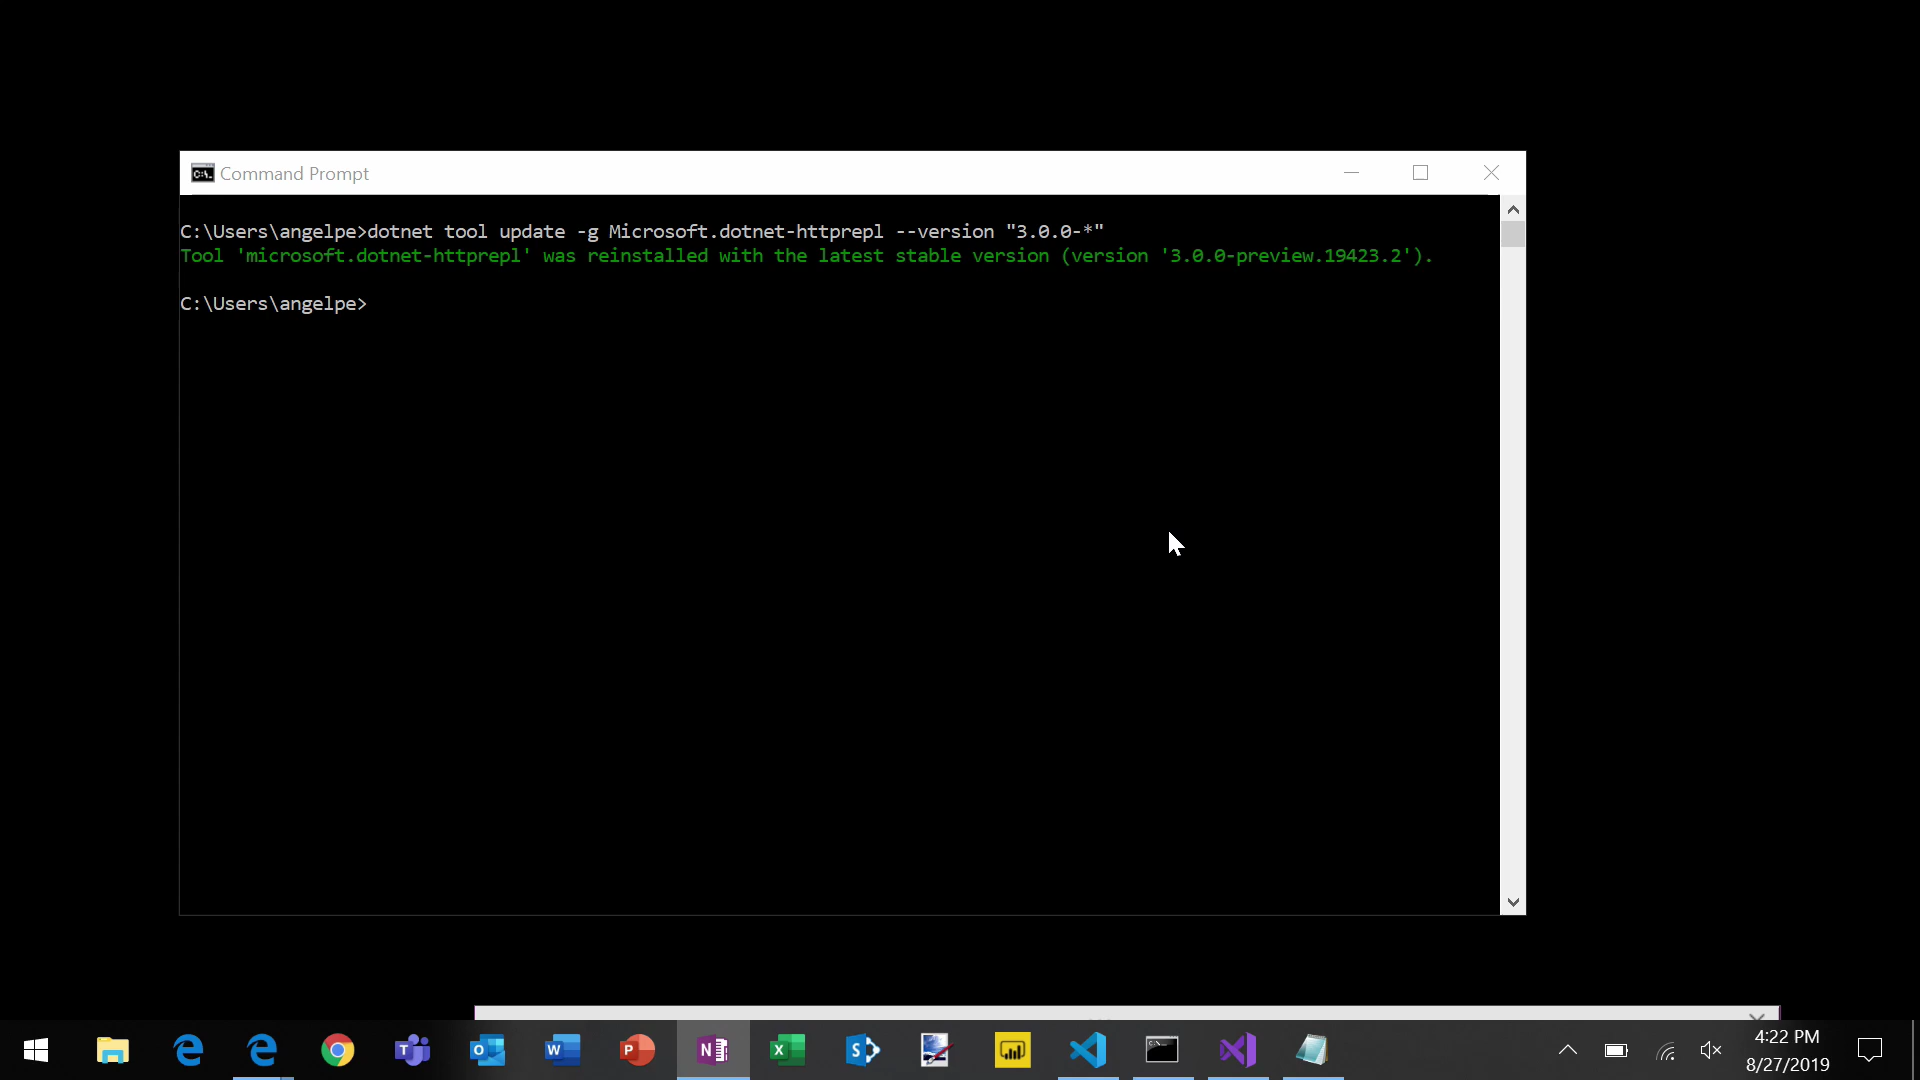 Command Prompt
C:\Users\angelpe>dotnet tool update -g Microsoft.dotnet-httprepl --version "3.0.0-*"
Tool 'microsoft.dotnet-httprepl' was reinstalled with the latest stable version (version '3.0.0-preview.19423.2').
C:\Users\angelpe>
4:22 PM
8/27/2019